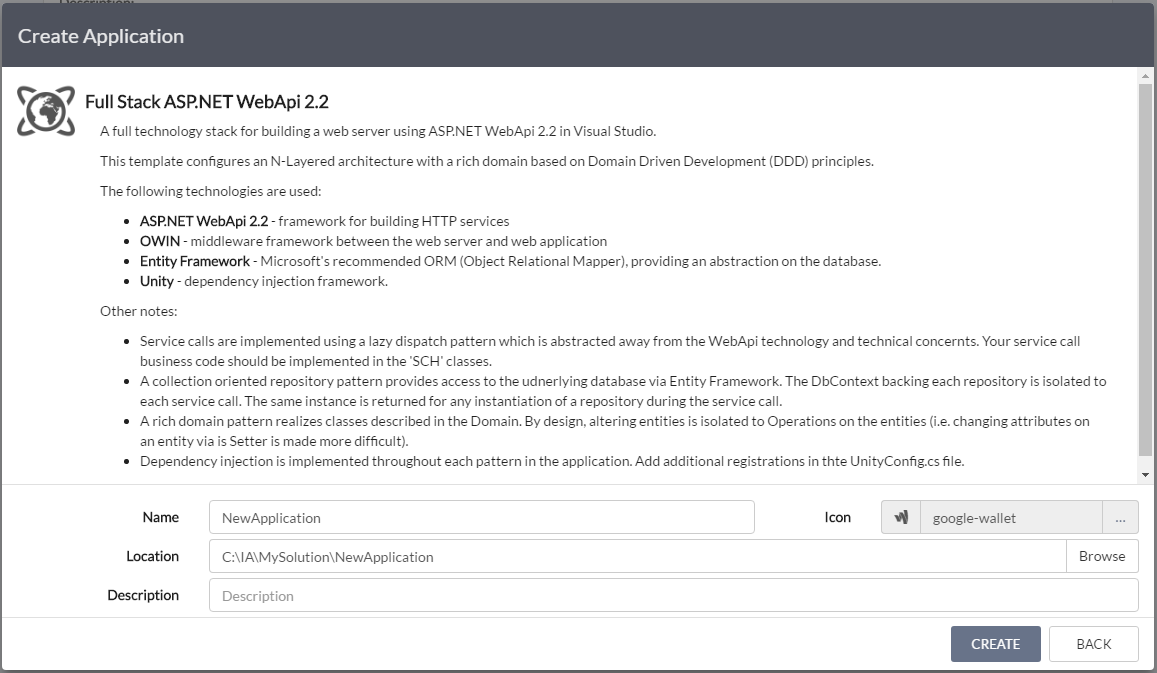 Description:
Create Application
Full Stack ASP.NET WebApi 2.2
A full technology stack for building a web server using ASP.NET WebApi 2.2 in Visual Studio.
This template configures an N-Layered architecture with a rich domain based on Domain Driven Development (DDD) principles.
The following technologies are used:
ASP.NET WebApi 2.2 - framework for building HTTP services
OWIN - middleware framework between the web server and web application
Entity Framework - Microsoft's recommended ORM (Object Relational Mapper), providing an abstraction on the database.
Unity - dependency injection framework.
Other notes:
Service calls are implemented using a lazy dispatch pattern which is abstracted away from the WebApi technology and technical concernts. Your service call
business code should be implemented in the 'SCH' classes.
A collection oriented repository pattern provides access to the udnerlying database via Entity Framework. The DbContext backing each repository is isolated to
each service call. The same instance is returned for any instantiation of a repository during the service call.
A rich domain pattern realizes classes described in the Domain. By design, altering entities is isolated to Operations on the entities (i.e. changing attributes on
an entity via is Setter is made more difficult).
Dependency injection is implemented throughout each pattern in the application. Add additional registrations in thte UnityConfig.cs file.
Name NewApplication Icon google-wallet ...
Location C:\IA\MySolution\NewApplication Browse
Description Description
CREATE BACK